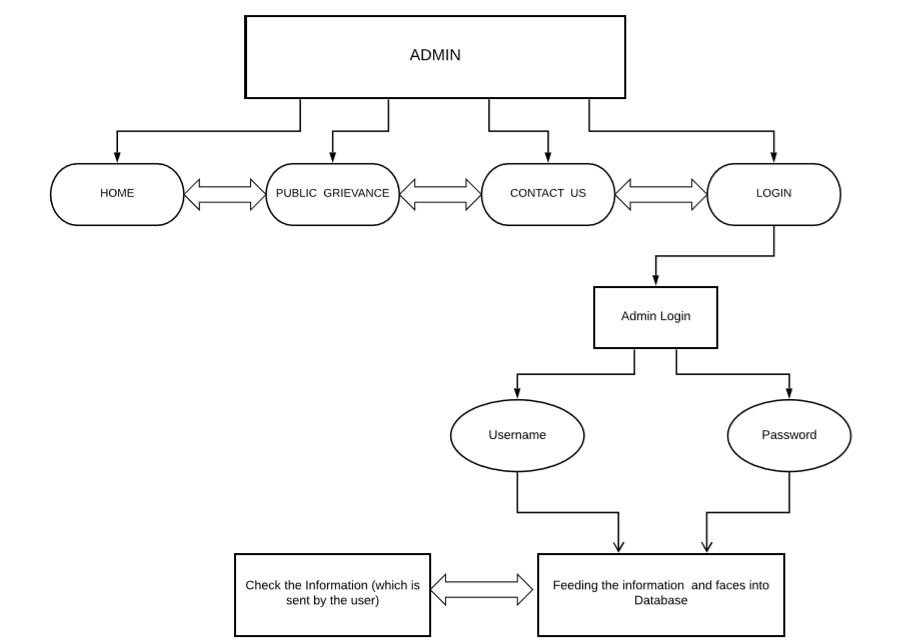 ADMIN
HOME
PUBLIC GRIEVANCE
CONTACT US
LOGIN
Admin Login
Username
Password
Check the Information (which is
sent by the user)
Feeding the information and faces into
Database